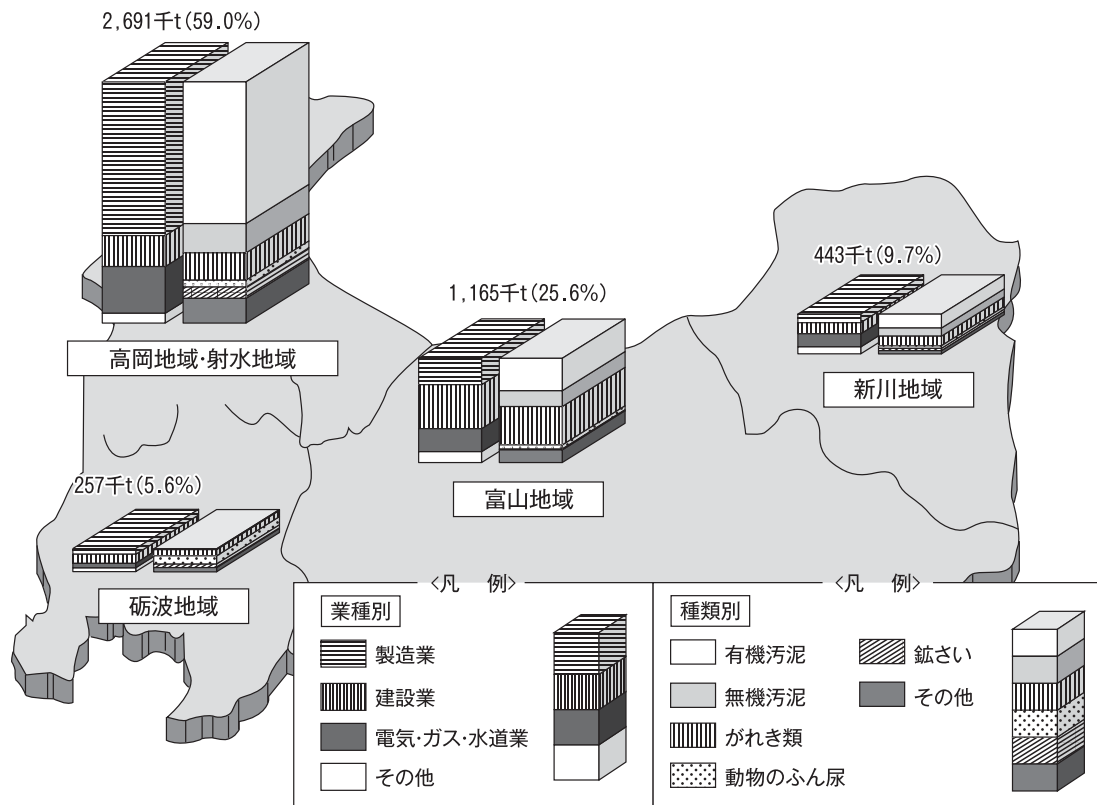 2,691千t(59.0%)
高岡地域・射水地域
1,165千t(25.6%)
富山地域
443千t(9.7%)
新川地域
257千t(5.6%)
砺波地域
<凡　例>
業種別
製造業
建設業
電気・ガス・水道業
その他
<凡　例>
種類別
有機汚泥
無機汚泥
がれき類
動物のふん尿
鉱さい
その他